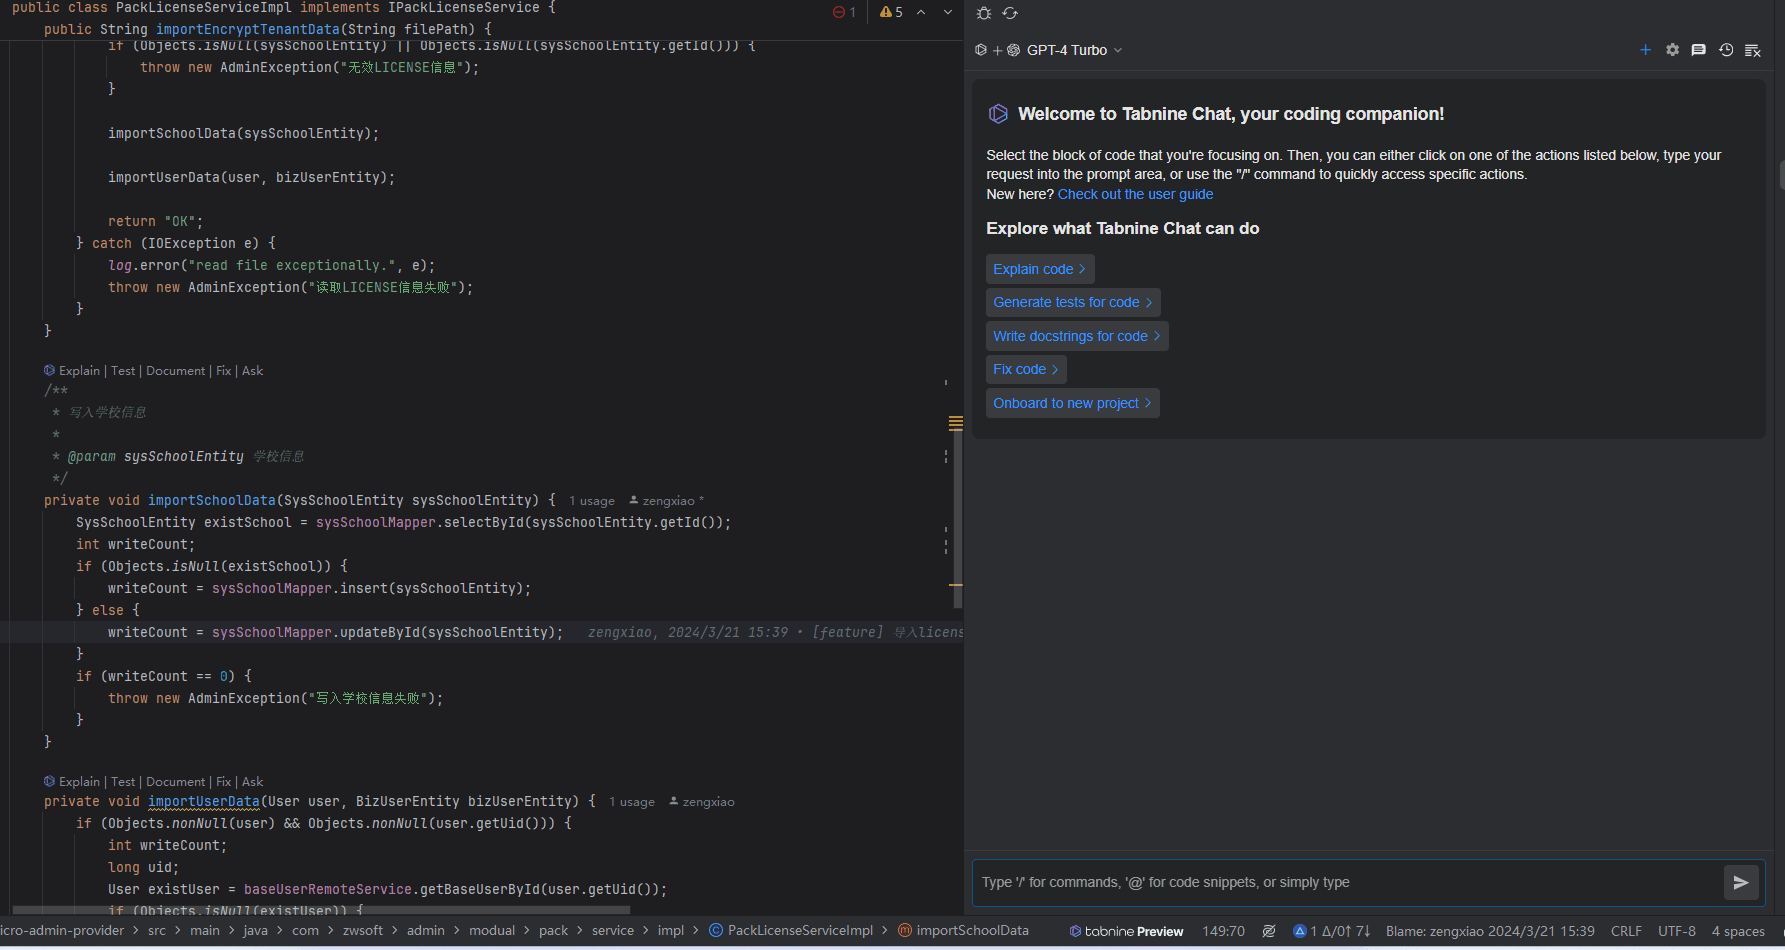 public class PackLicenseServiceImpl implements IPackLicenseService {
public String importEncryptTenantData(String filePath) {
if (Objects.isNull(sysSchoolEntity) || Objects.isNull(sysSchoolEntity.getId())) {
throw new AdminException("无效LICENSE信息");
}
importSchoolData(sysSchoolEntity);
importUserData(user, bizUserEntity);
return "OK";
} catch (IOException e) {
log.error("read file exceptionally.", e);
throw new AdminException("读取LICENSE信息失败");
}
}
Explain | Test | Document | Fix | Ask
/**
* 写入学校信息
*
* @param sysSchoolEntity 学校信息
*/
private void importSchoolData(SysSchoolEntity sysSchoolEntity) { 1 usage zengxiao *
SysSchoolEntity existSchool = sysSchoolMapper.selectById(sysSchoolEntity.getId());
int writeCount;
if (Objects.isNull(existSchool)) {
writeCount = sysSchoolMapper.insert(sysSchoolEntity);
} else {
writeCount = sysSchoolMapper.updateById(sysSchoolEntity); zengxiao, 2024/3/21 15:39 • [feature] 导入licens
}
if (writeCount == 0) {
throw new AdminException("写入学校信息失败");
}
}
Explain | Test | Document | Fix | Ask
private void importUserData(User user, BizUserEntity bizUserEntity) { 1 usage zengxiao
if (Objects.nonNull(user) && Objects.nonNull(user.getUid())) {
int writeCount;
long uid;
User existUser = baseUserRemoteService.getBaseUserById(user.getUid());
if (Objects.isNull(existUser)) {
1 5
GPT-4 Turbo
Welcome to Tabnine Chat, your coding companion!
Select the block of code that you're focusing on. Then, you can either click on one of the actions listed below, type your
request into the prompt area, or use the "/" command to quickly access specific actions.
New here? Check out the user guide
Explore what Tabnine Chat can do
Explain code
Generate tests for code
Write docstrings for code
Fix code
Onboard to new project
Type '/' for commands, '@' for code snippets, or simply type
icro-admin-provider > src > main > java > com > zwsoft > admin > modual > pack > service > impl > PackLicenseServiceImpl > importSchoolData
tabnine Preview 149:70 1 Δ/0↑ 7↓ Blame: zengxiao 2024/3/21 15:39 CRLF UTF-8 4 spaces